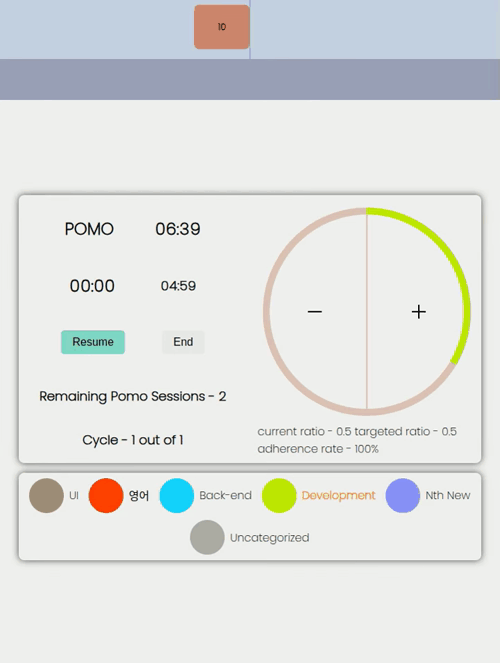 10
POMO 06:39
00:00 04:59
− +
Resume End
Remaining Pomo Sessions - 2
Cycle - 1 out of 1
current ratio - 0.5 targeted ratio - 0.5
adherence rate - 100%
UI 영어 Back-end Development Nth New
Uncategorized